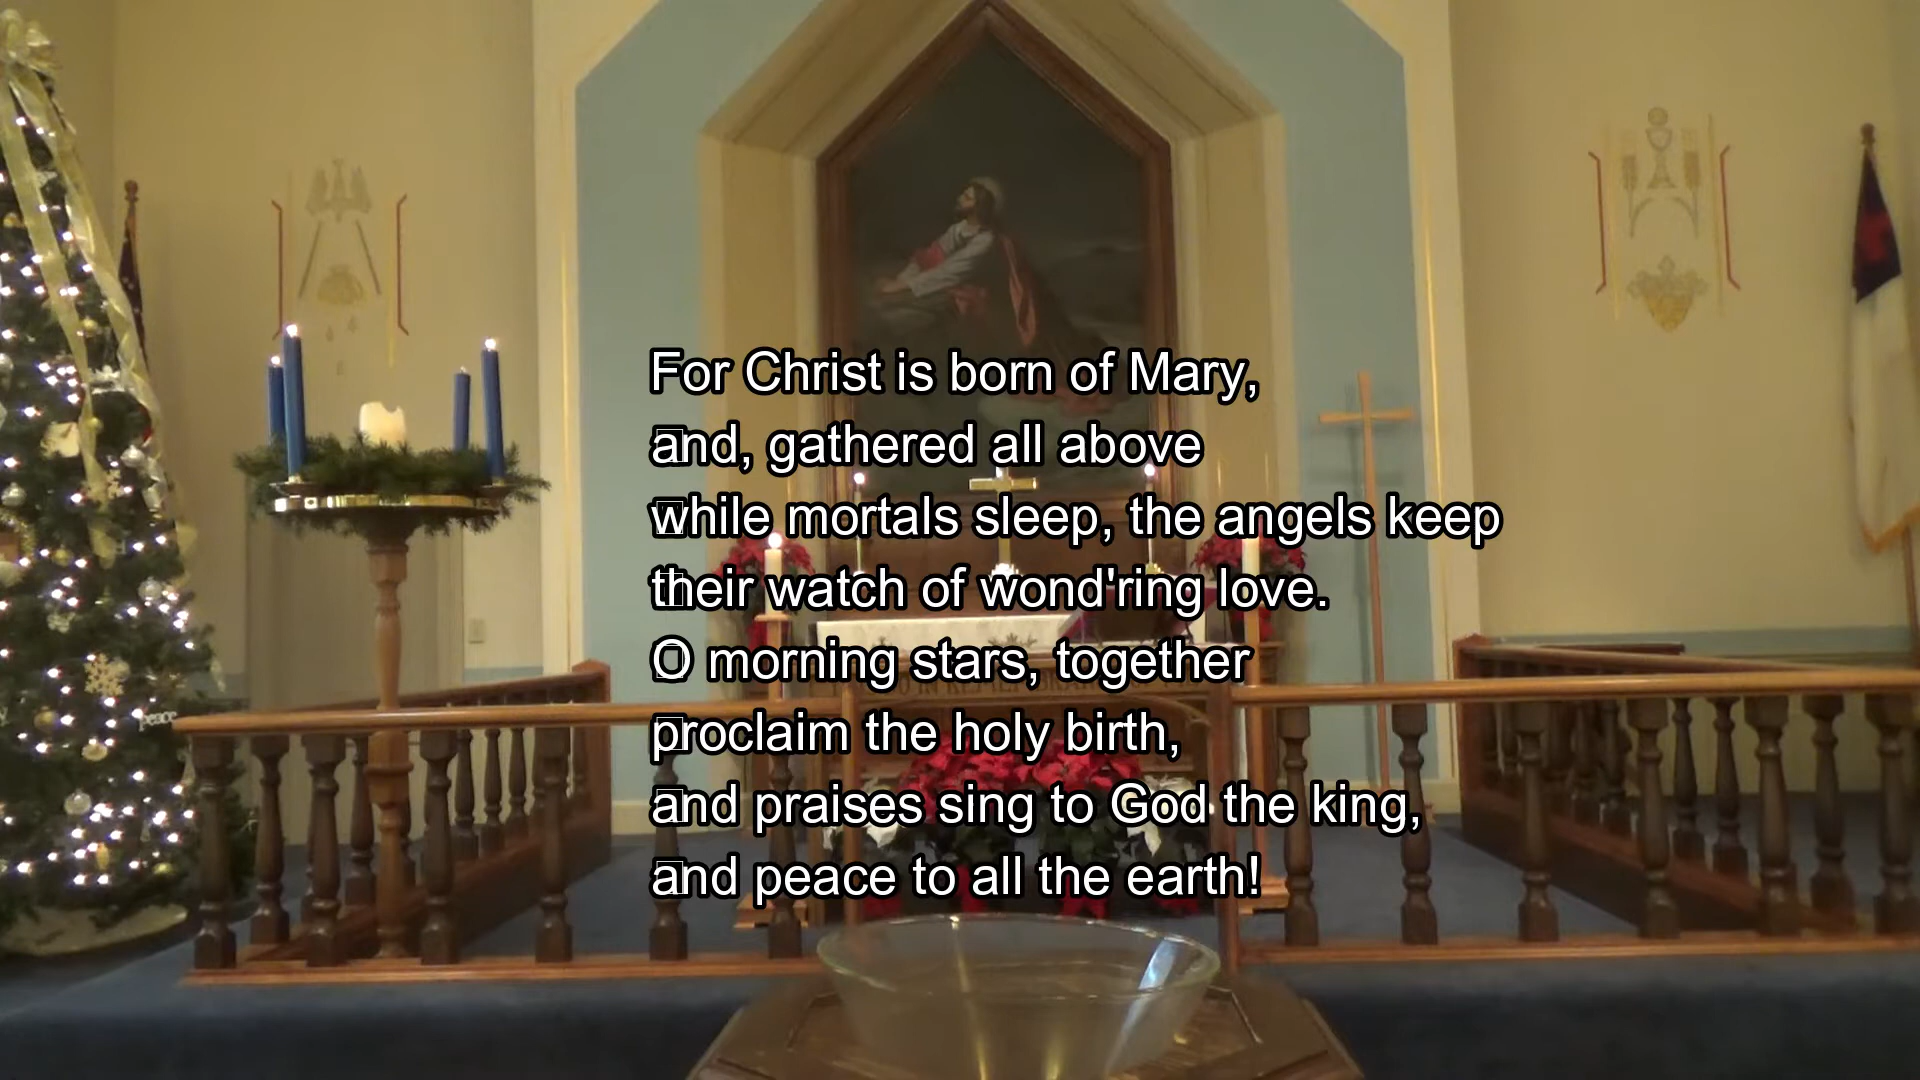 For Christ is born of Mary,
and, gathered all above
while mortals sleep, the angels keep
their watch of wond'ring love.
O morning stars, together
proclaim the holy birth,
and praises sing to God the king,
and peace to all the earth!
peace